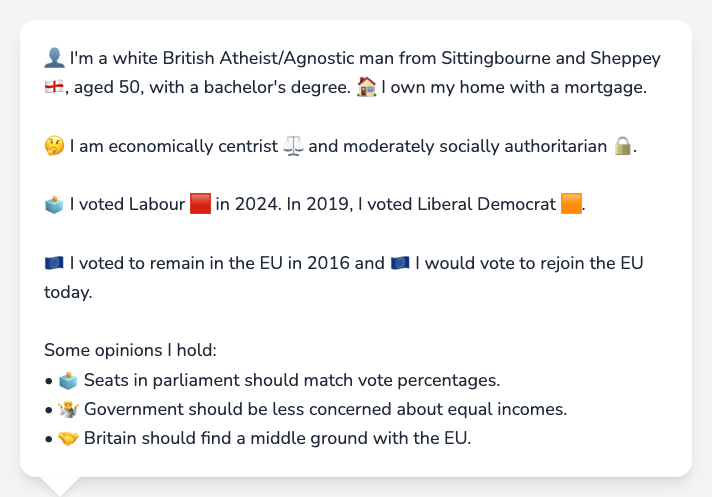 👤 I'm a white British Atheist/Agnostic man from Sittingbourne and Sheppey
🏴󠁧󠁢󠁥󠁮󠁧󠁿, aged 50, with a bachelor's degree. 🏠 I own my home with a mortgage.
🤔 I am economically centrist ⚖️ and moderately socially authoritarian 🔒.
🗳️ I voted Labour 🟥 in 2024. In 2019, I voted Liberal Democrat 🟧.
🇪🇺 I voted to remain in the EU in 2016 and 🇪🇺 I would vote to rejoin the EU
today.
Some opinions I hold:
• 🗳️ Seats in parliament should match vote percentages.
• 🤷 Government should be less concerned about equal incomes.
• 🤝 Britain should find a middle ground with the EU.